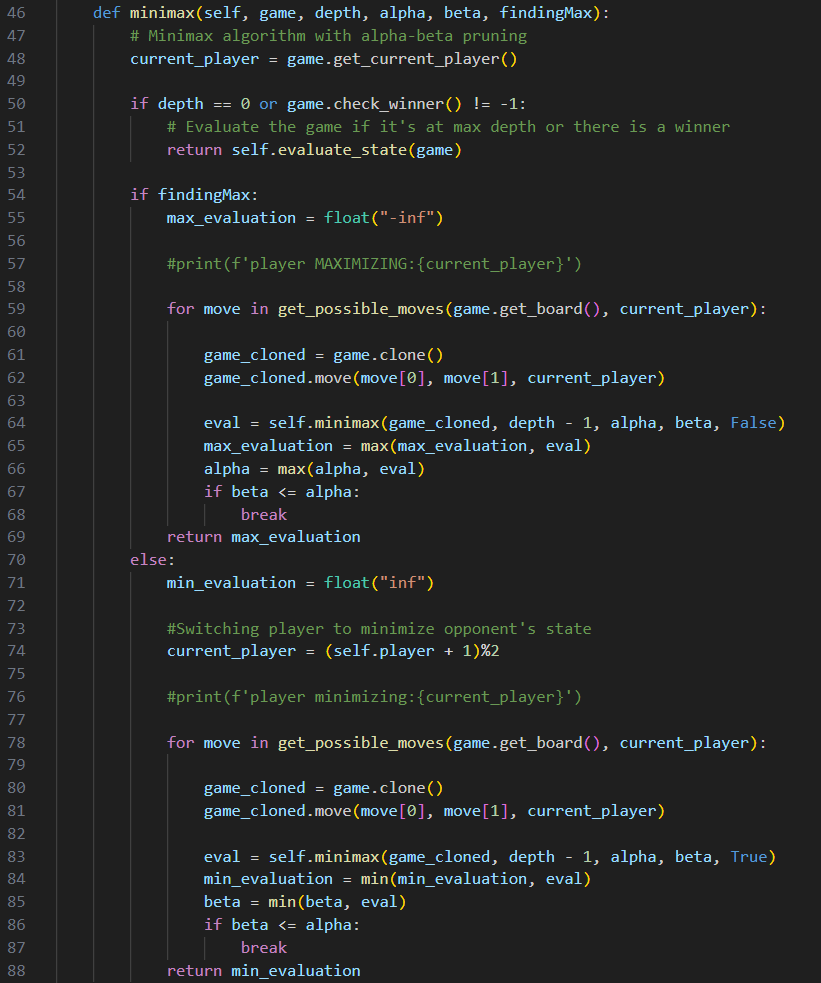 46 def minimax(self, game, depth, alpha, beta, findingMax):
47 # Minimax algorithm with alpha-beta pruning
48 current_player = game.get_current_player()
49
50 if depth == 0 or game.check_winner() != -1:
51 # Evaluate the game if it's at max depth or there is a winner
52 return self.evaluate_state(game)
53
54 if findingMax:
55 max_evaluation = float("-inf")
56
57 #print(f'player MAXIMIZING:{current_player}')
58
59 for move in get_possible_moves(game.get_board(), current_player):
60
61 game_cloned = game.clone()
62 game_cloned.move(move[0], move[1], current_player)
63
64 eval = self.minimax(game_cloned, depth - 1, alpha, beta, False)
65 max_evaluation = max(max_evaluation, eval)
66 alpha = max(alpha, eval)
67 if beta <= alpha:
68 break
69 return max_evaluation
70 else:
71 min_evaluation = float("inf")
72
73 #Switching player to minimize opponent's state
74 current_player = (self.player + 1)%2
75
76 #print(f'player minimizing:{current_player}')
77
78 for move in get_possible_moves(game.get_board(), current_player):
79
80 game_cloned = game.clone()
81 game_cloned.move(move[0], move[1], current_player)
82
83 eval = self.minimax(game_cloned, depth - 1, alpha, beta, True)
84 min_evaluation = min(min_evaluation, eval)
85 beta = min(beta, eval)
86 if beta <= alpha:
87 break
88 return min_evaluation